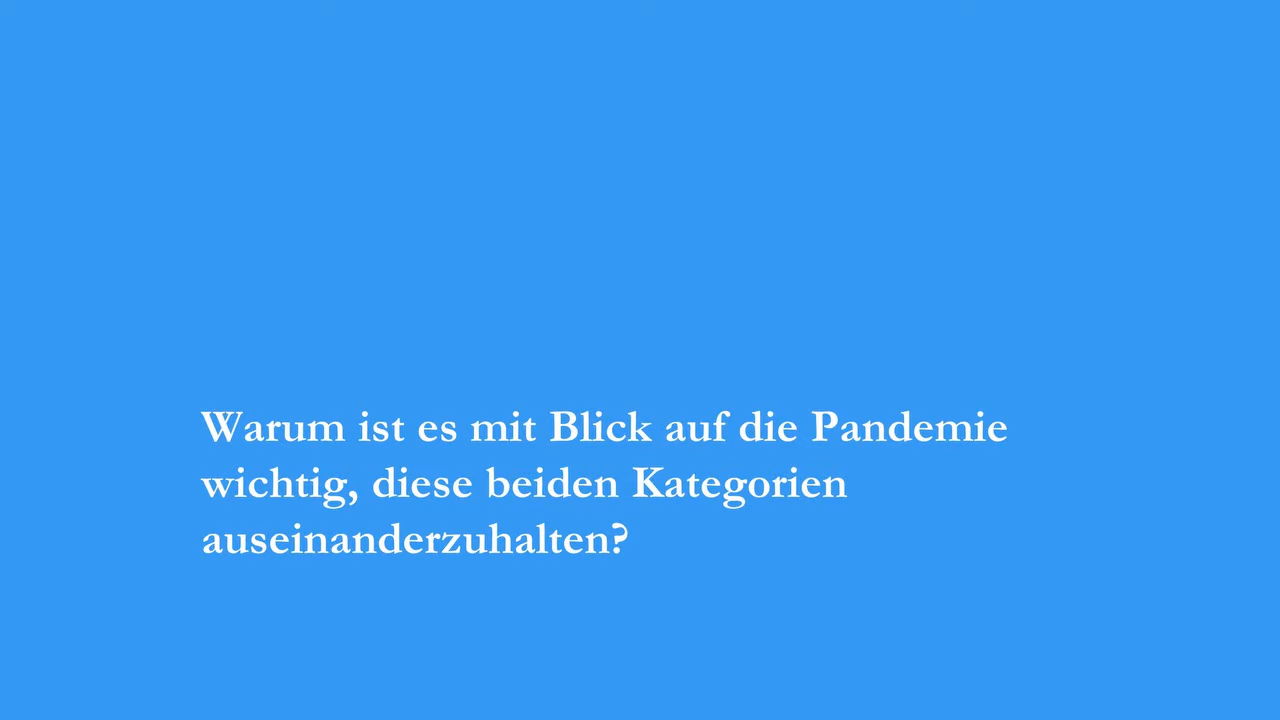 Warum ist es mit Blick auf die Pandemie
wichtig, diese beiden Kategorien
auseinanderzuhalten?